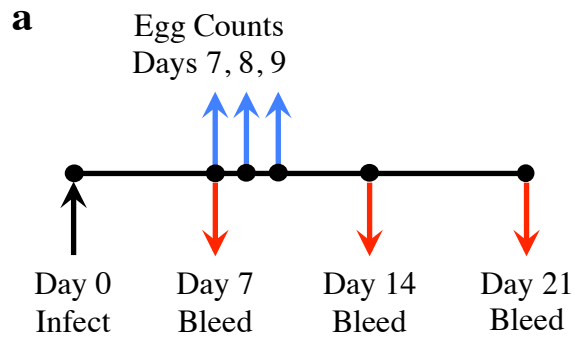 a
Egg Counts
Days 7, 8, 9
Day 0
Infect
Day 7
Bleed
Day 14
Bleed
Day 21
Bleed